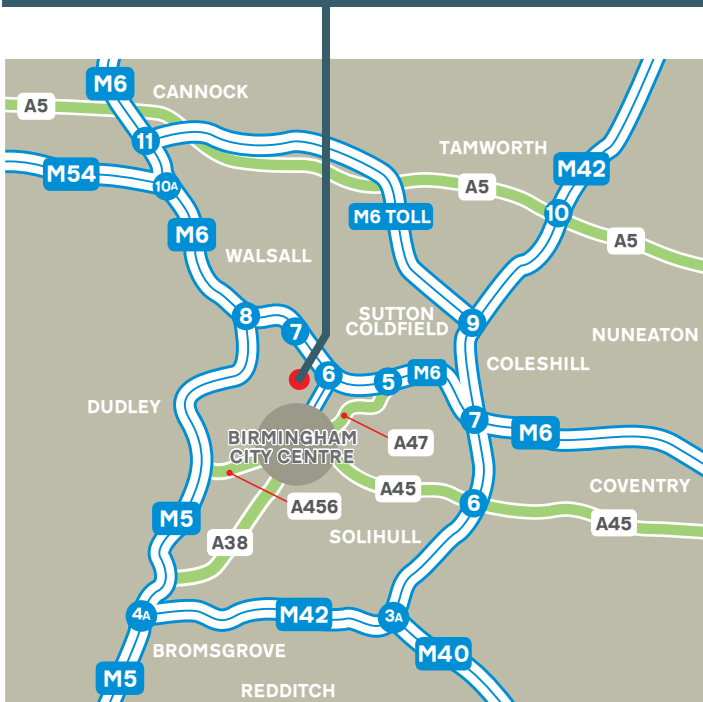 M6
CANNOCK
A5
11
TAMWORTH
M42
M54
10A
M6 TOLL
A5
10
M6
A5
WALSALL
8
7
SUTTON
COLDFIELD
9
NUNEATON
COLESHILL
6
5
M6
DUDLEY
7
M6
BIRMINGHAM
CITY CENTRE
A47
A45
COVENTRY
6
A456
M5
A45
SOLIHULL
A38
4A
M42
3A
BROMSGROVE
M40
M5
REDDITCH